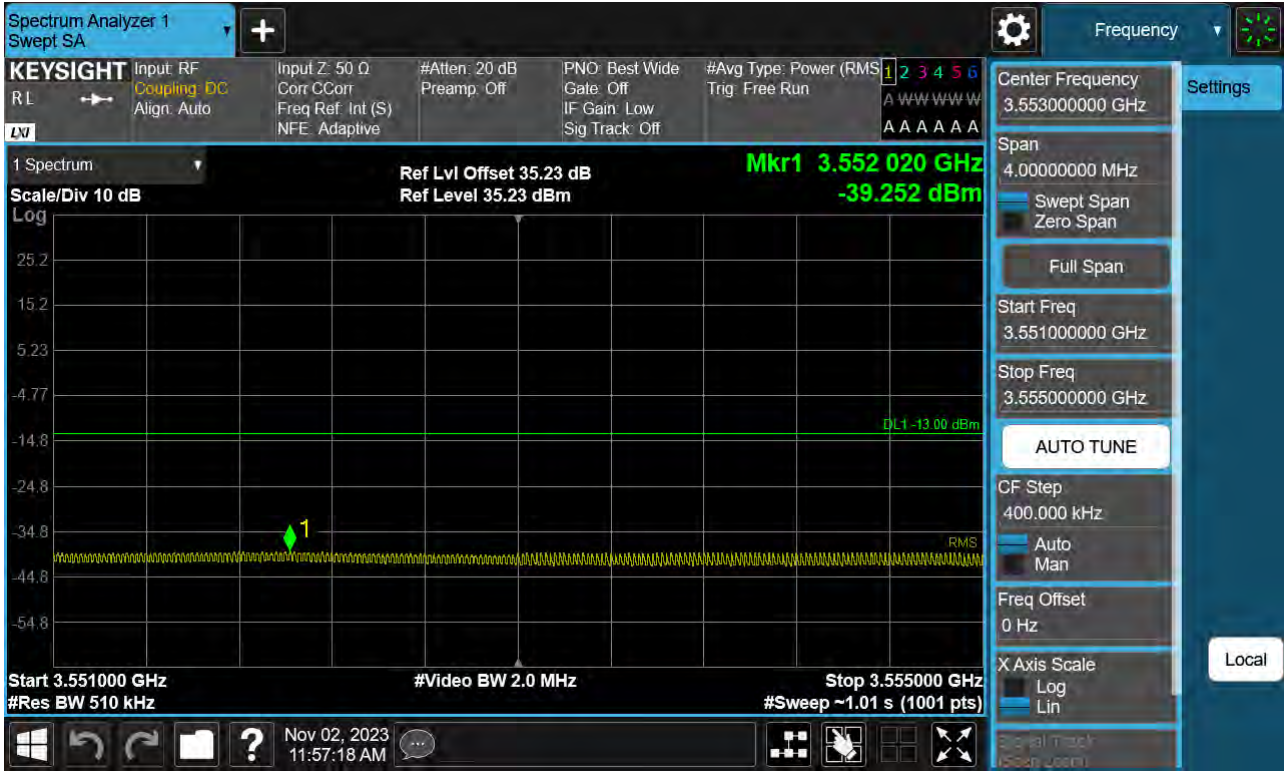 Spectrum Analyzer 1
Swept SA
Frequency
KEYSIGHT
RL
LXI
Input: RF
Coupling: DC
Align: Auto
Input Z: 50 Ω
Corr CCorr
Freq Ref: Int (S)
NFE: Adaptive
#Atten: 20 dB
Preamp: Off
PNO: Best Wide
Gate: Off
IF Gain: Low
Sig Track: Off
#Avg Type: Power (RMS
Trig: Free Run
1 2 3 4 5 6
A W W W W W
A A A A A A
1 Spectrum
Scale/Div 10 dB
Log
Ref Lvl Offset 35.23 dB
Ref Level 35.23 dBm
Mkr1 3.552 020 GHz
-39.252 dBm
25.2
15.2
5.23
-4.77
DL1 -13.00 dBm
-14.8
-24.8
-34.8
1
RMS
-44.8
-54.8
Start 3.551000 GHz
#Res BW 510 kHz
#Video BW 2.0 MHz
Stop 3.555000 GHz
#Sweep ~1.01 s (1001 pts)
Center Frequency
3.553000000 GHz
Settings
Span
4.00000000 MHz
Swept Span
Zero Span
Full Span
Start Freq
3.551000000 GHz
Stop Freq
3.555000000 GHz
AUTO TUNE
CF Step
400.000 kHz
Auto
Man
Freq Offset
0 Hz
X Axis Scale
Log
Lin
Local
Signal Track
(Span Zoom)
?
Nov 02, 2023
11:57:18 AM